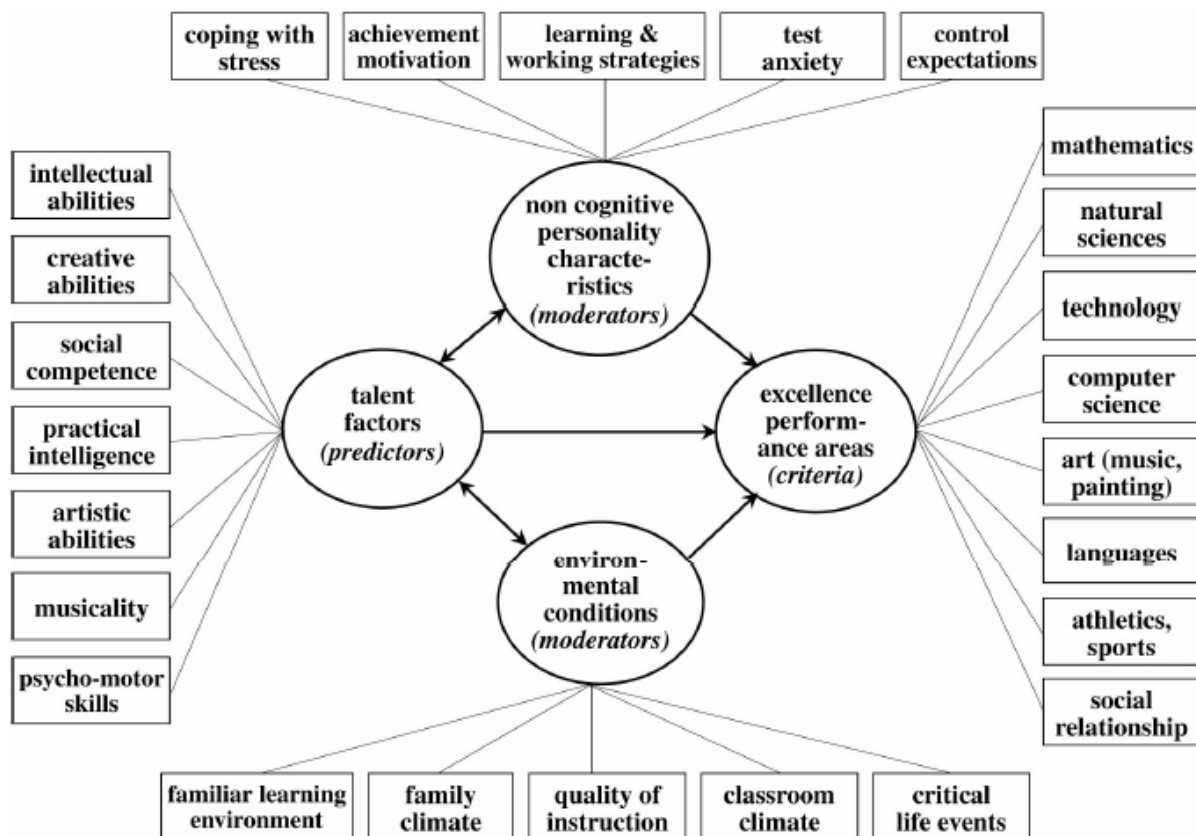 coping with
stress
achievement
motivation
learning &
working strategies
test
anxiety
control
expectations
intellectual
abilities
creative
abilities
social
competence
practical
intelligence
artistic
abilities
musicality
psycho-motor
skills
non cognitive
personality
characte-
ristics
(moderators)
talent
factors
(predictors)
excellence
perform-
ance areas
(criteria)
environ-
mental
conditions
(moderators)
mathematics
natural
sciences
technology
computer
science
art (music,
painting)
languages
athletics,
sports
social
relationship
familiar learning
environment
family
climate
quality of
instruction
classroom
climate
critical
life events